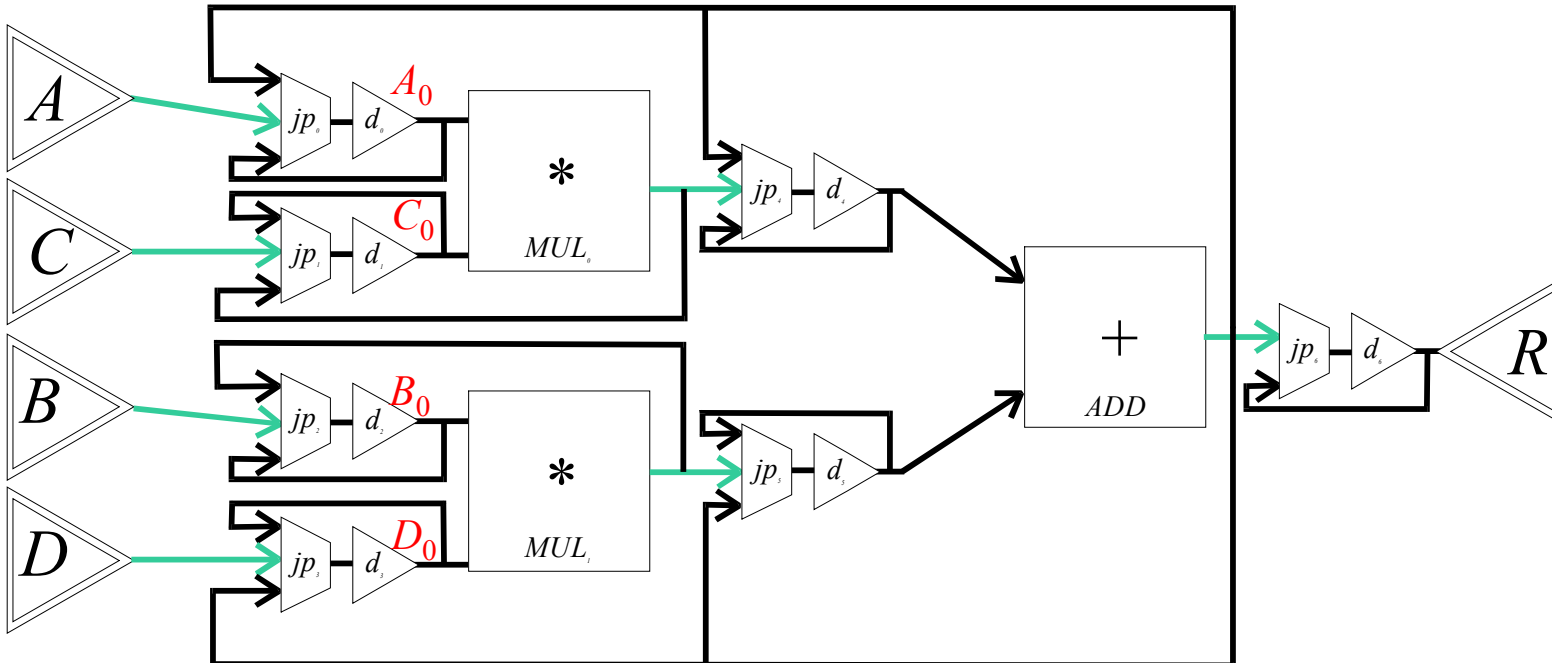 A
jp₀
d₀
A₀
*
MUL₀
C
jp₁
d₁
C₀
jp₄
d₄
B
jp₂
d₂
B₀
*
MUL₁
D
jp₃
d₃
D₀
jp₅
d₅
+
ADD
jp₆
d₆
R